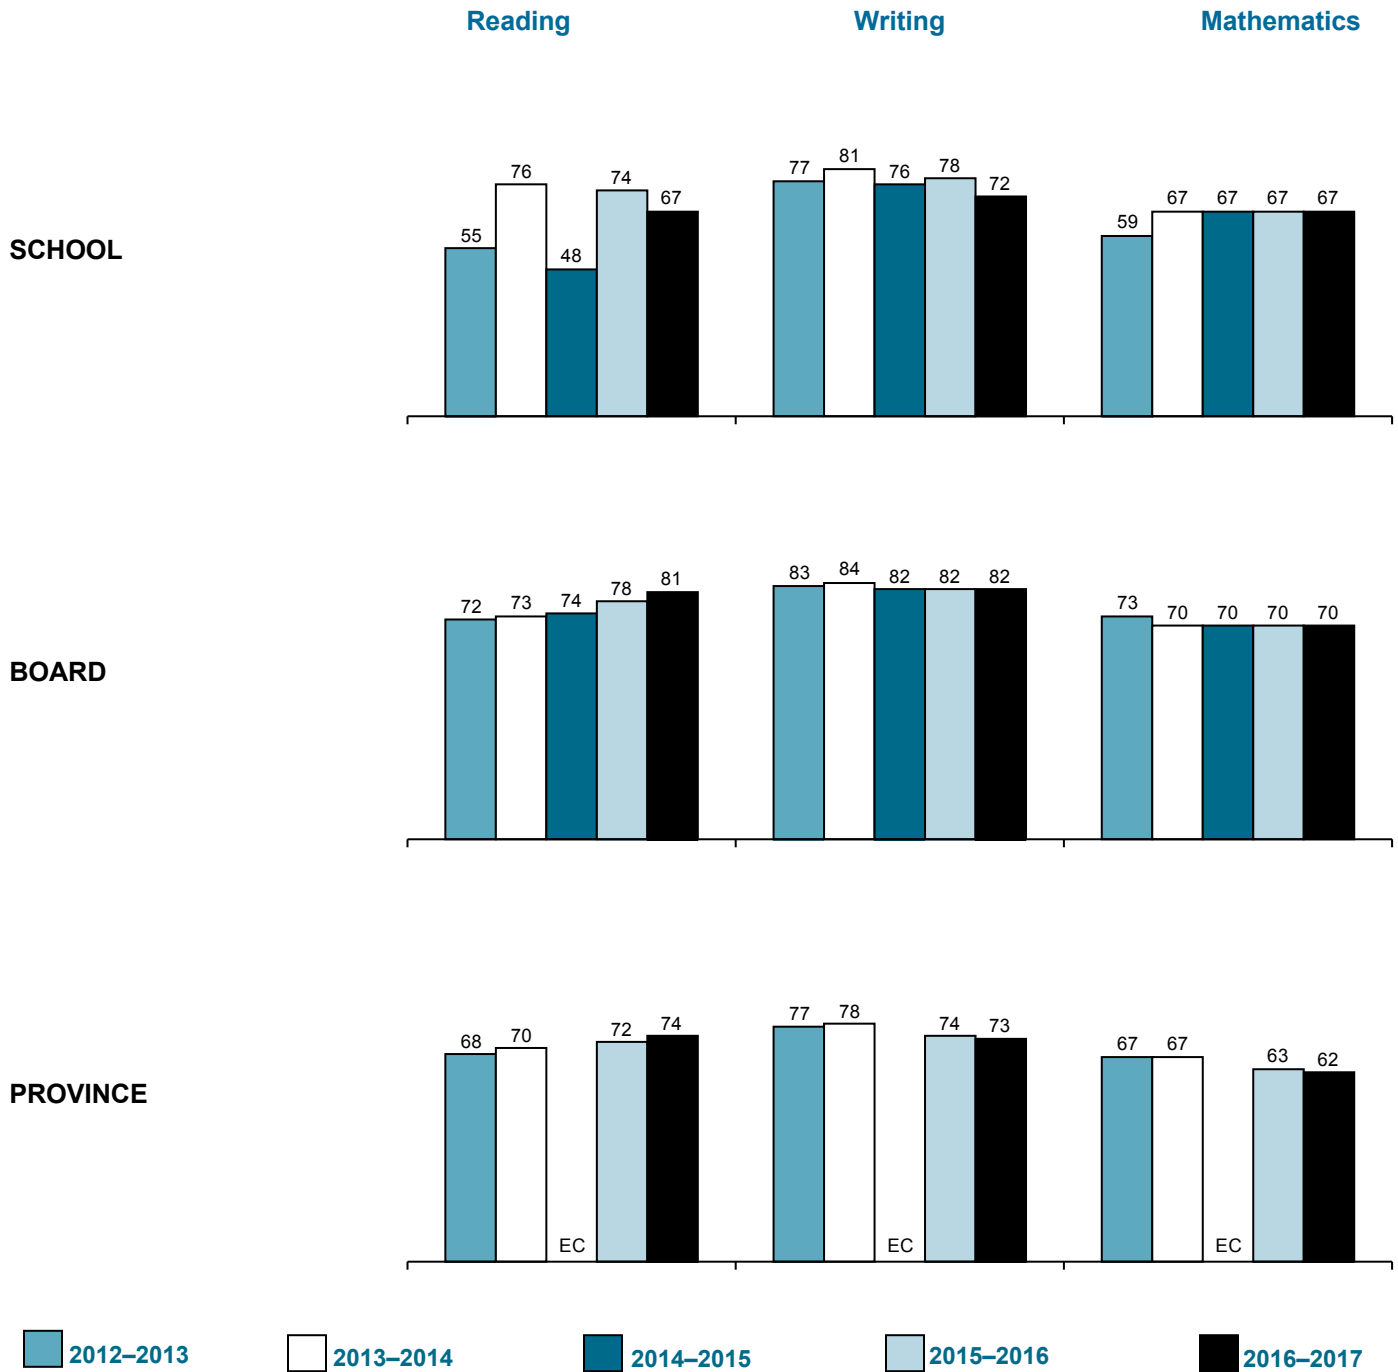 Reading Writing Mathematics
SCHOOL
55 76 48 74 67 77 81 76 78 72 59 67 67 67 67
BOARD
72 73 74 78 81 83 84 82 82 82 73 70 70 70 70
PROVINCE
68 70 EC 72 74 77 78 EC 74 73 67 67 EC 63 62
2012–2013 2013–2014 2014–2015 2015–2016 2016–2017